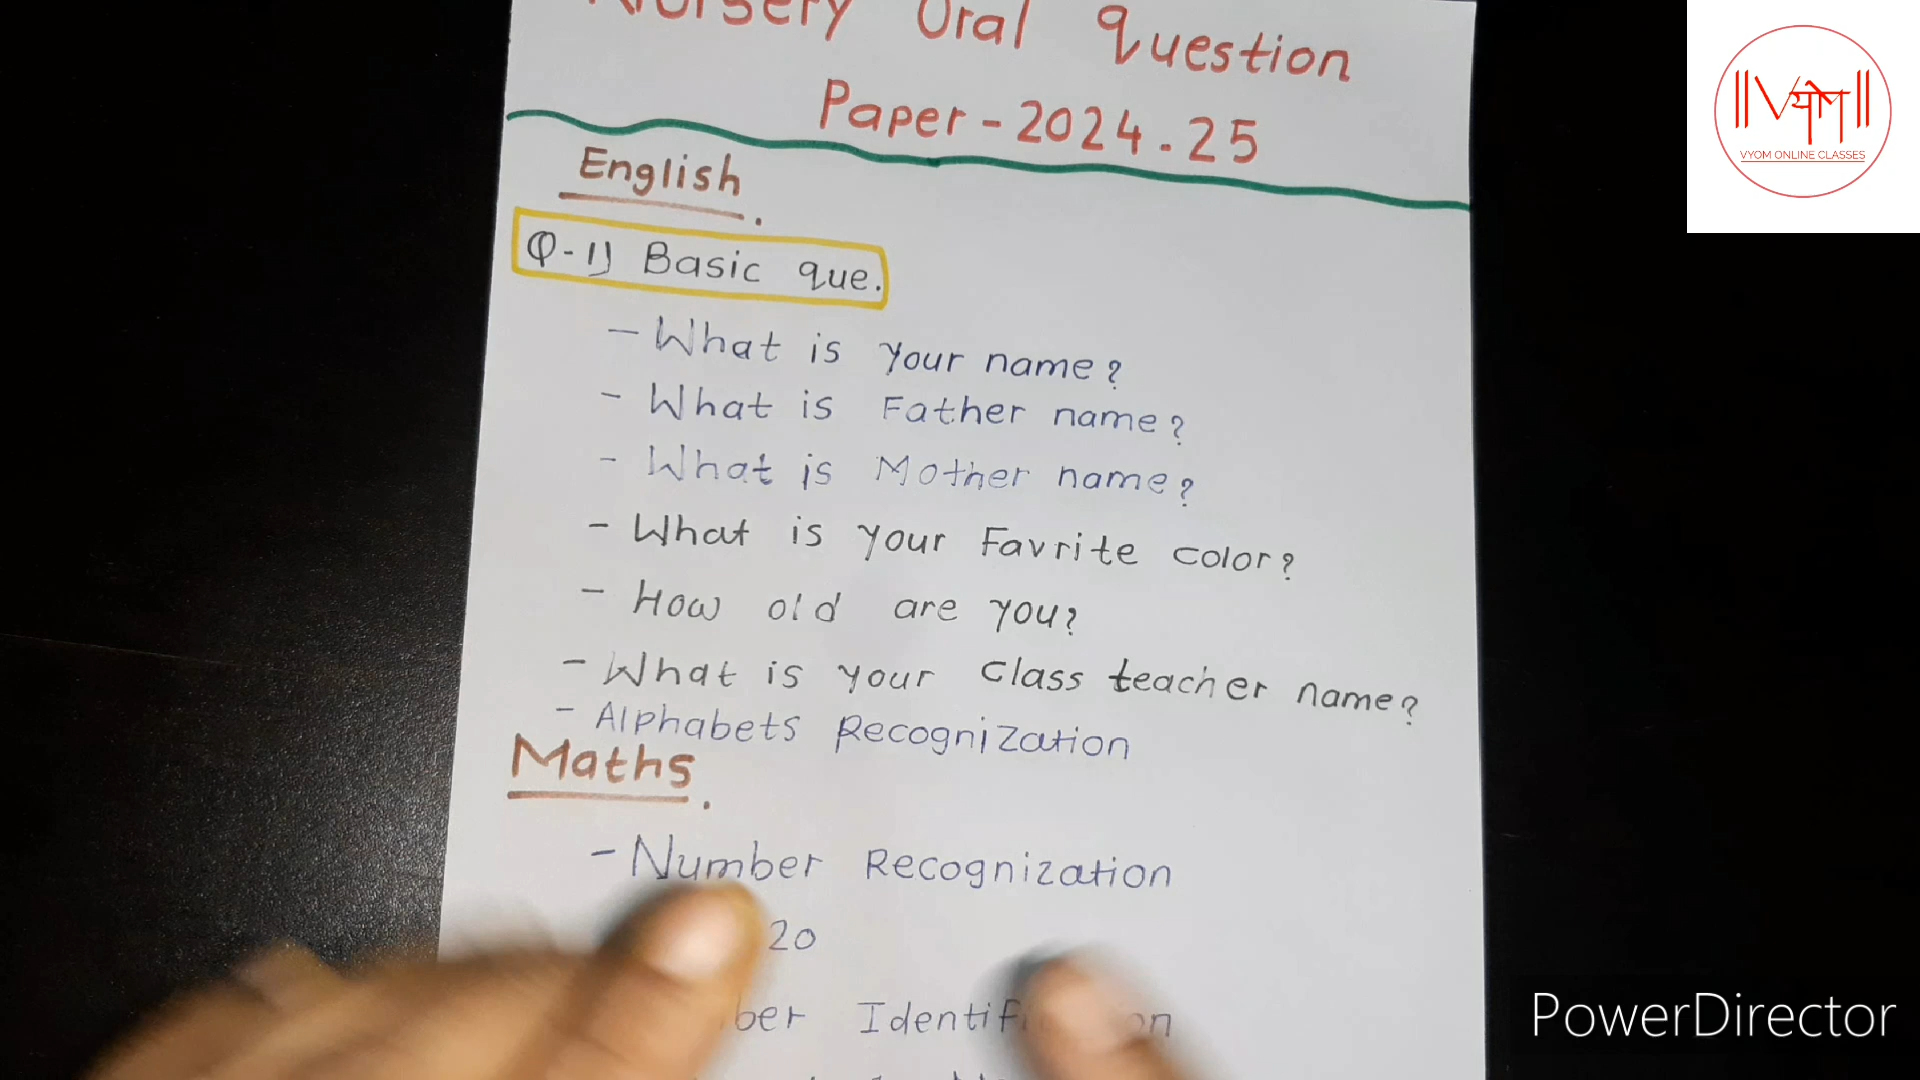 Nursery Oral Question
Paper - 2024.25
English
Q-1) Basic que.
- What is your name?
- What is Father name?
- What is Mother name?
- What is your Favrite color?
- How old are you?
- What is your class teacher name?
- Alphabets Recognization
Maths
- Number Recognization
20
||Vयोम||
VYOM ONLINE CLASSES
PowerDirector